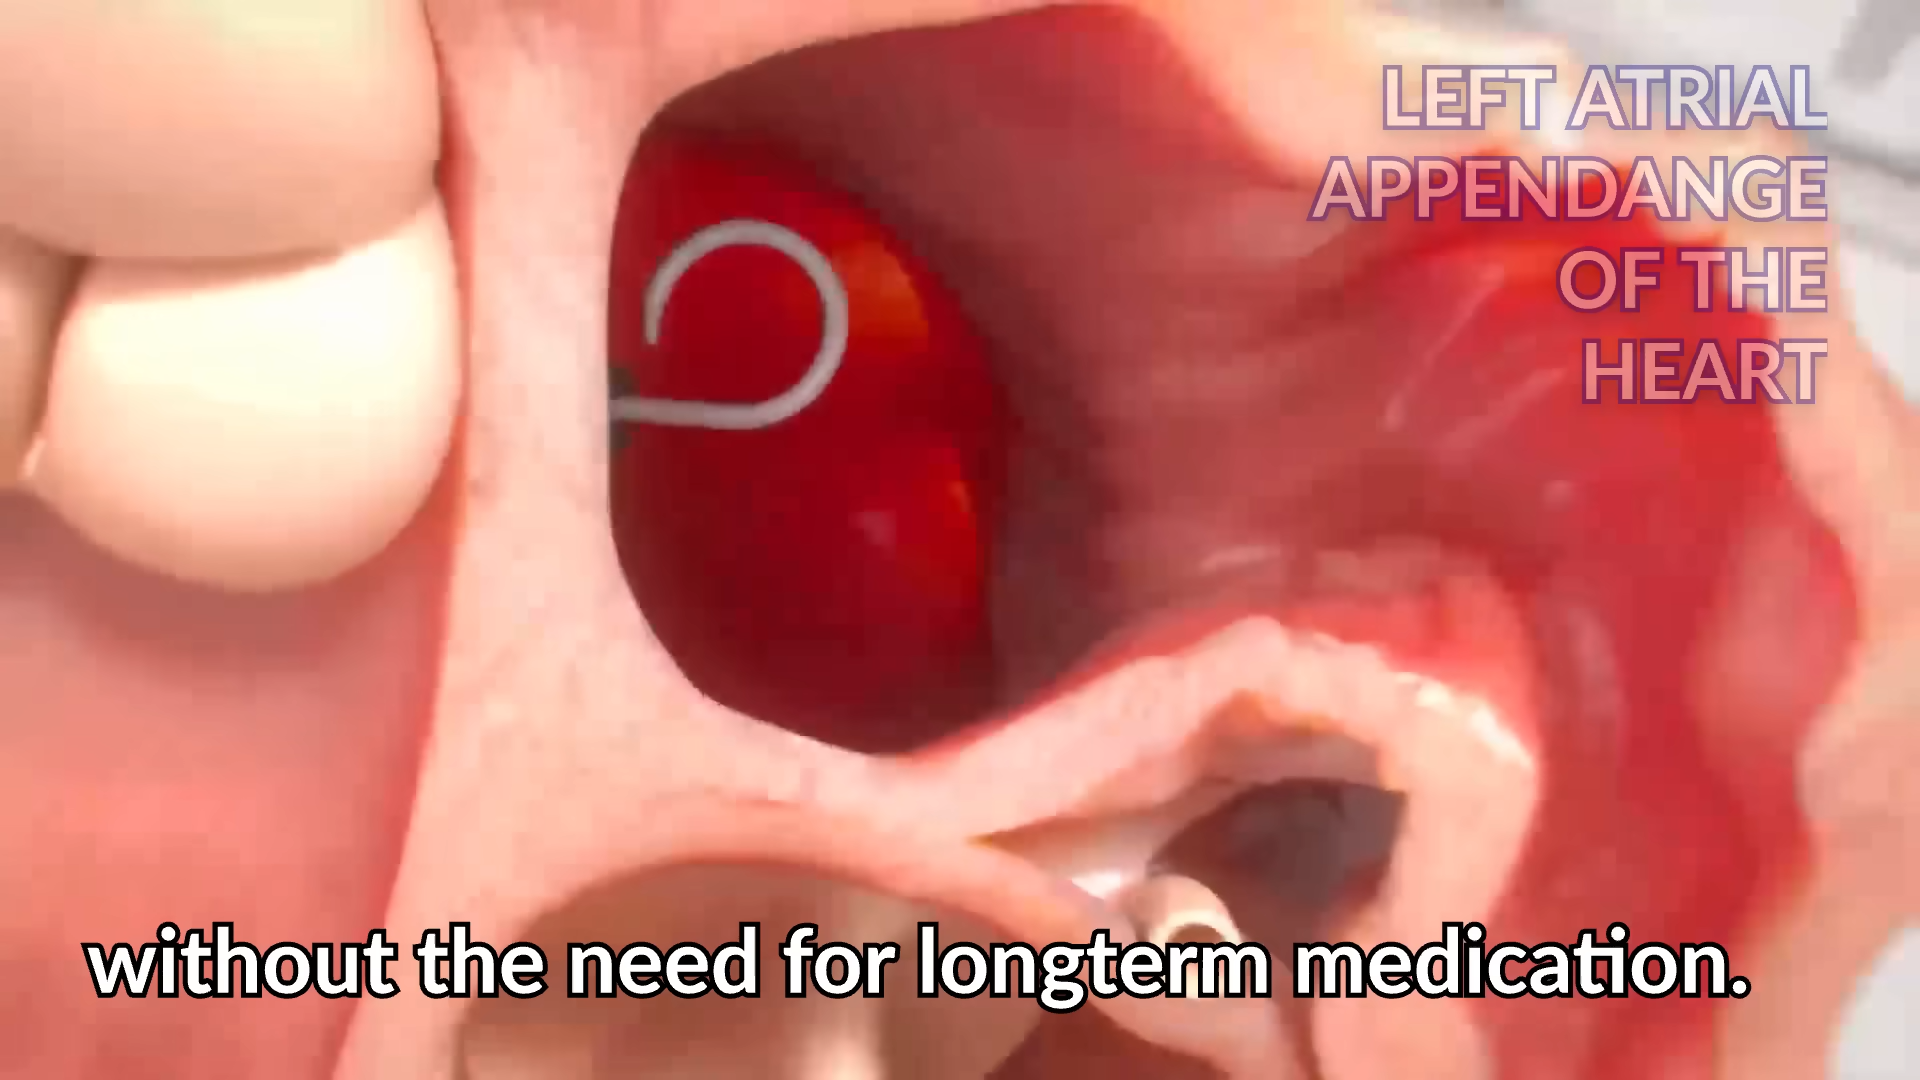 LEFT ATRIAL
APPENDANGE
OF THE
HEART
without the need for longterm medication.